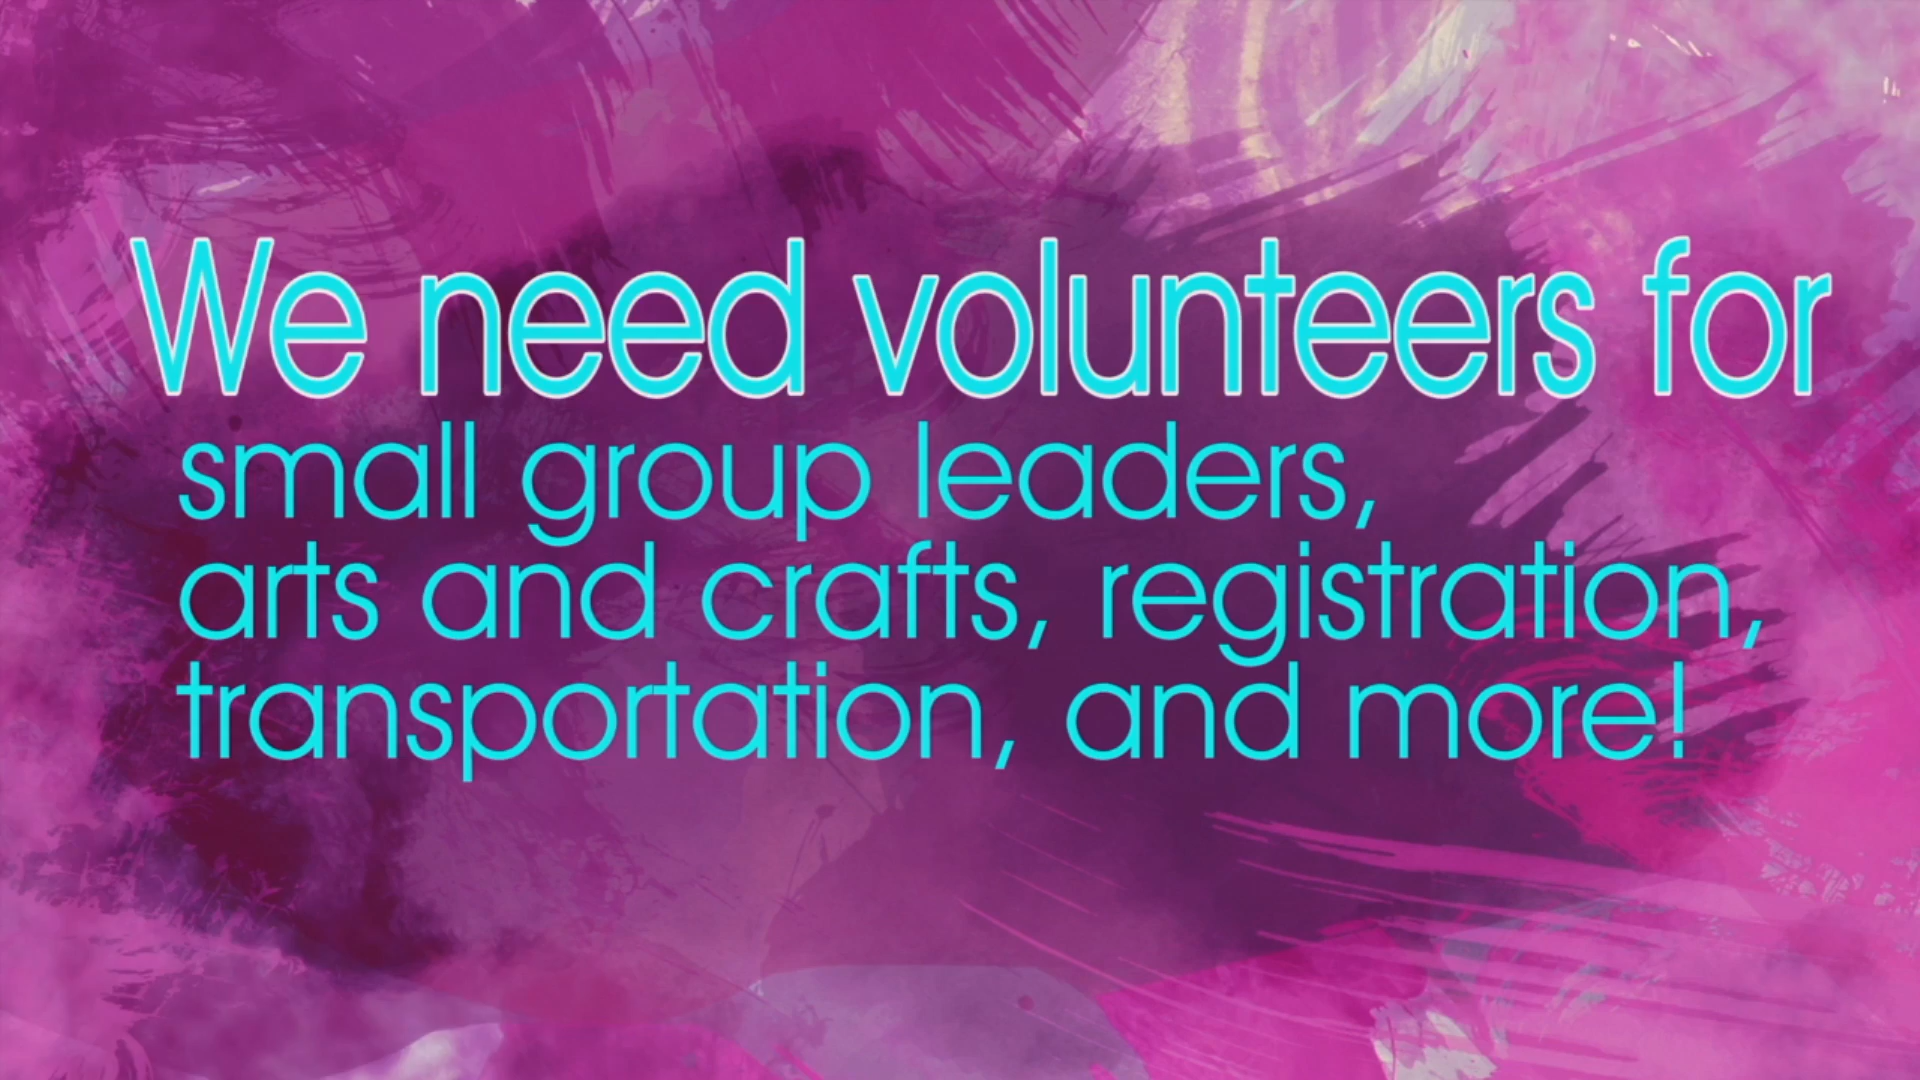 We need volunteers for
small group leaders,
arts and crafts, registration,
transportation, and more!